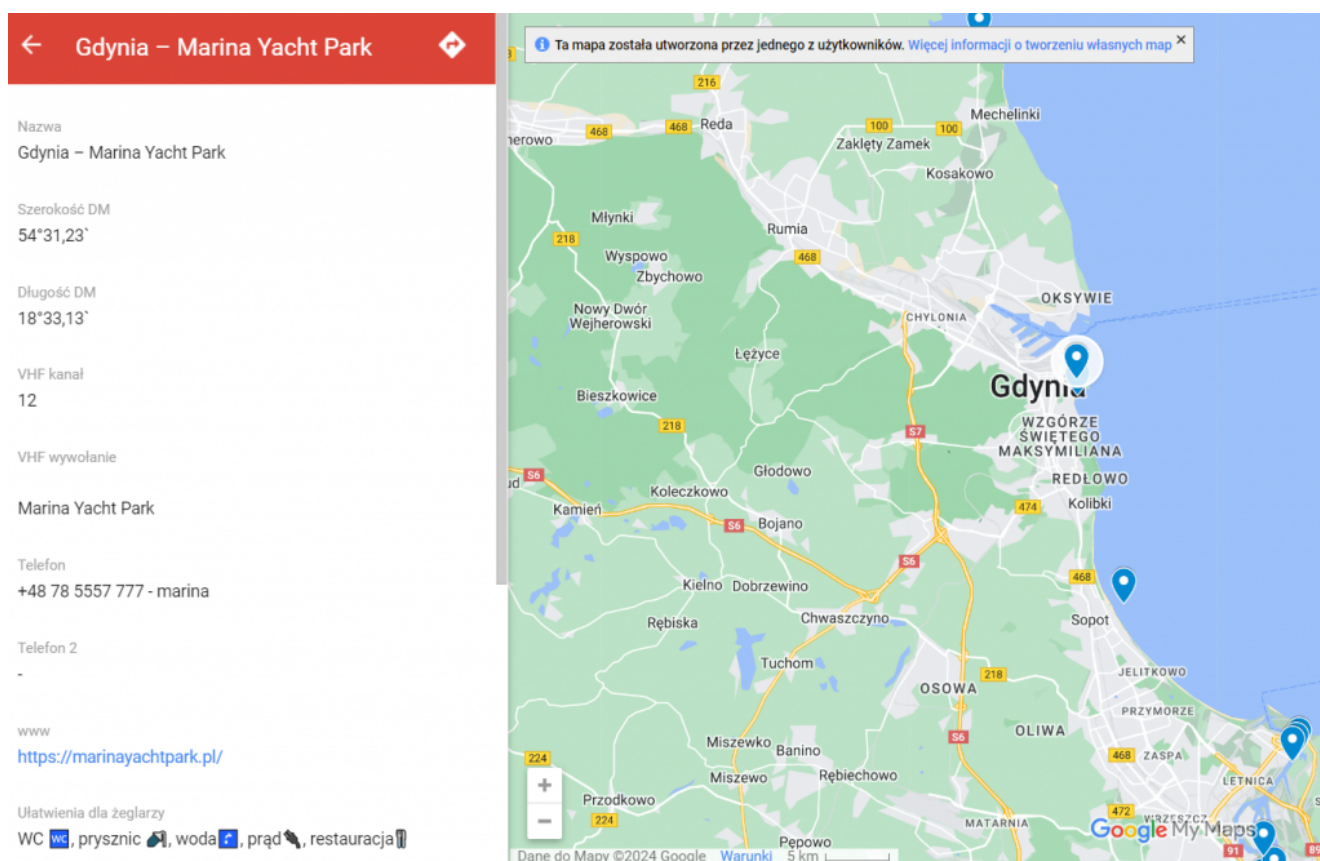 Gdynia – Marina Yacht Park
Nazwa
Gdynia – Marina Yacht Park
Szerokość DM
54°31,23`
Długość DM
18°33,13`
VHF kanał
12
VHF wywołanie
Marina Yacht Park
Telefon
+48 78 5557 777 - marina
Telefon 2
-
www
https://marinayachtpark.pl/
Ułatwienia dla żeglarzy
WC WC, prysznic, woda, prąd, restauracja
Ta mapa została utworzona przez jednego z użytkowników. Więcej informacji o tworzeniu własnych map ×
216
Mechelinki
468
468
Reda
100
100
Zaklęty Zamek
Kosakowo
Młynki
218
Rumia
Wyspowo
468
Zbychowo
OKSYWIE
Nowy Dwór
Wejherowski
CHYLONIA
Łężyce
Gdynia
Bieszkowice
218
S7
WZGÓRZE
ŚWIĘTEGO
MAKSYMILIANA
Głodowo
S6
REDŁOWO
Koleczkowo
Kamień
474
Kolibki
S6
Bojano
S6
468
Kielno
Dobrzewino
Rębiska
Chwaszczyno
Sopot
Tuchom
218
JELITKOWO
OSOWA
PRZYMORZE
OLIWA
S6
Miszewko
Banino
468
ZASPA
224
Miszewo
Rębiechowo
LETNICA
+
Przodkowo
−
224
MATARNIA
472
WRZESZCZ
Google My Maps
Pępowo
91
89
Dane do Mapy ©2024 Google
Warunki
5 km